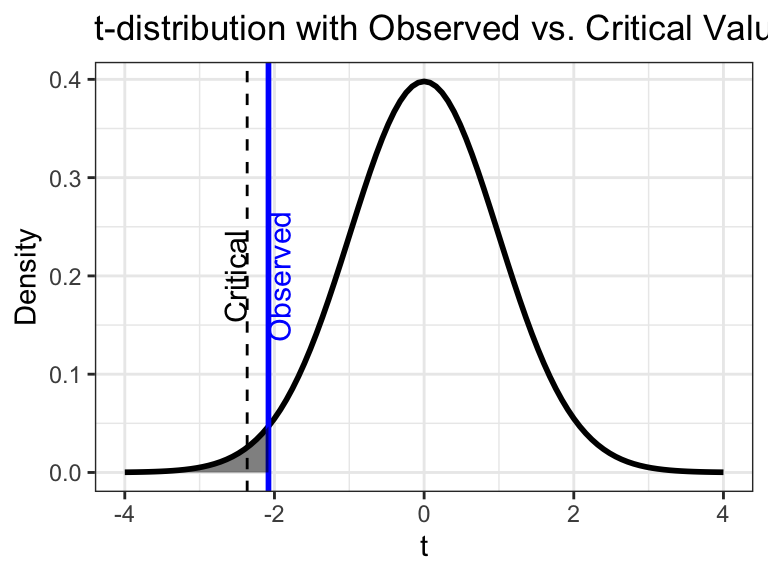 t-distribution with Observed vs. Critical Valu
0.4
0.3
0.2
0.1
0.0
Density
Critical
Observed
-4
-2
0
2
4
t